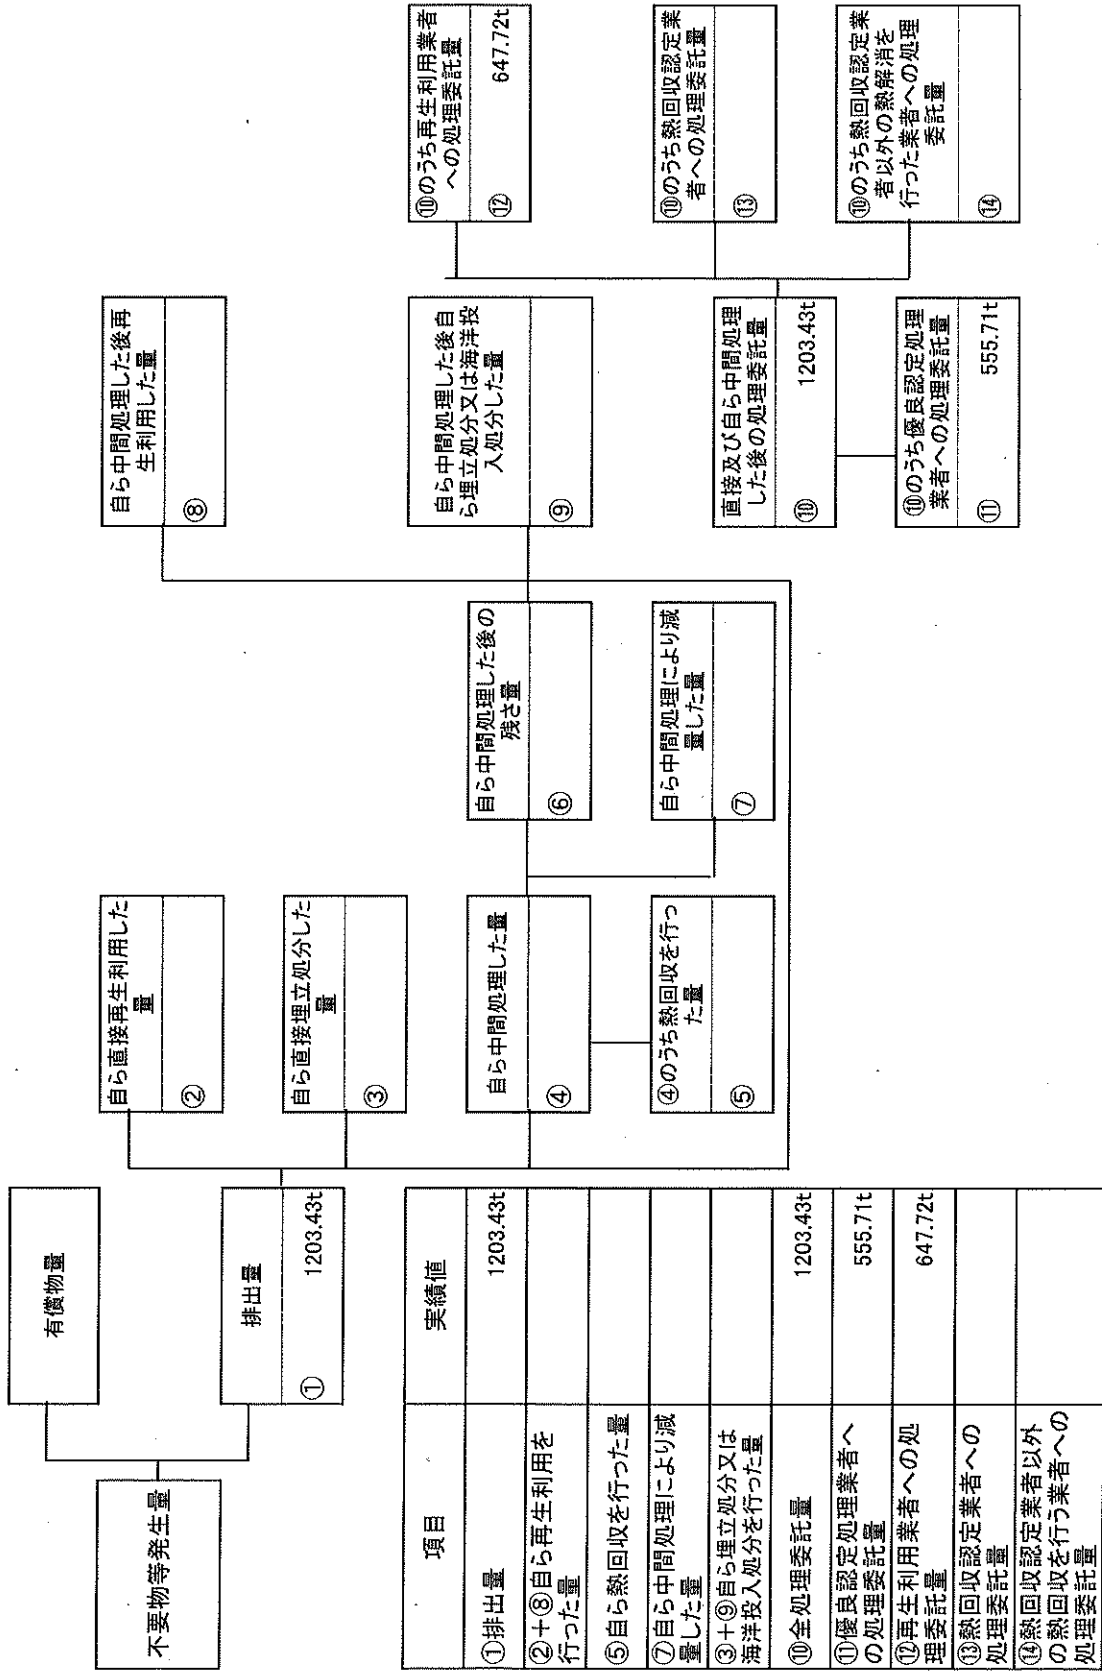 不要物等発生量
有償物量
排出量
① 1203.43t
自ら直接再生利用した
量
②
自ら直接埋立処分した
量
③
自ら中間処理した量
④
④のうち熱回収を行っ
た量
⑤
自ら中間処理した後の
残さ量
⑥
自ら中間処理により減
量した量
⑦
自ら中間処理した後再
生利用した量
⑧
自ら中間処理した後自
ら埋立処分又は海洋投
入処分した量
⑨
直接及び自ら中間処理
した後の処理委託量
⑩ 1203.43t
⑩のうち優良認定処理
業者への処理委託量
⑪ 555.71t
⑩のうち再生利用業者
への処理委託量
⑫ 647.72t
⑩のうち熱回収認定業
者への処理委託量
⑬
⑩のうち熱回収認定業
者以外の熱解消を
行った業者への処理
委託量
⑭
項目 実績値
①排出量 1203.43t
②+⑧自ら再生利用を
行った量
⑤自ら熱回収を行った量
⑦自ら中間処理により減
量した量
③+⑨自ら埋立処分又は
海洋投入処分を行った量
⑩全処理委託量 1203.43t
⑪優良認定処理業者へ
の処理委託量 555.71t
⑫再生利用業者への処
理委託量 647.72t
⑬熱回収認定業者への
処理委託量
⑭熱回収認定業者以外
の熱回収を行う業者への
処理委託量